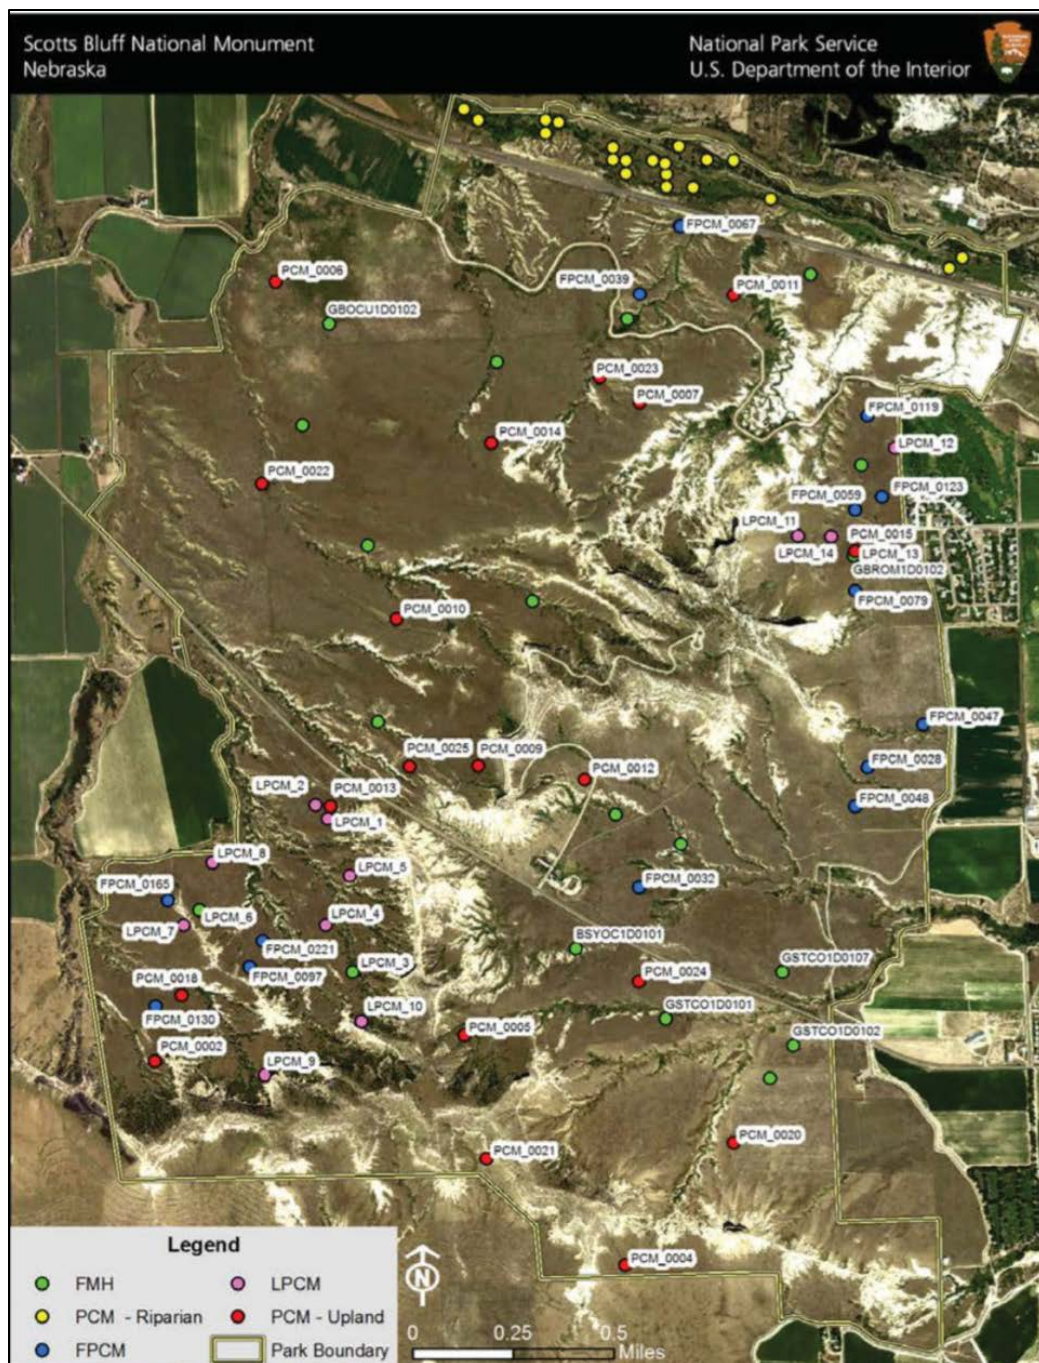 Scotts Bluff National Monument
Nebraska
National Park Service
U.S. Department of the Interior
FPCM_0067
PCM_0006
FPCM_0039
PCM_0011
GBOCU1D0102
PCM_0023
PCM_0007
FPCM_0119
PCM_0014
LPCM_12
PCM_0022
FPCM_0123
FPCM_0059
LPCM_11
PCM_0015
LPCM_14
LPCM_13
GBROM1D0102
FPCM_0079
PCM_0010
FPCM_0047
PCM_0025
PCM_0009
FPCM_0028
PCM_0012
LPCM_2
PCM_0013
FPCM_0048
LPCM_1
LPCM_8
LPCM_5
FPCM_0165
FPCM_0032
LPCM_6
LPCM_7
LPCM_4
BSYOC1D0101
FPCM_0221
LPCM_3
GSTCO1D0107
FPCM_0097
PCM_0018
PCM_0024
GSTCO1D0101
FPCM_0130
LPCM_10
PCM_0005
GSTCO1D0102
PCM_0002
LPCM_9
PCM_0020
PCM_0021
PCM_0004
Legend
FMH
LPCM
PCM - Riparian
PCM - Upland
FPCM
Park Boundary
N
0 0.25 0.5
Miles